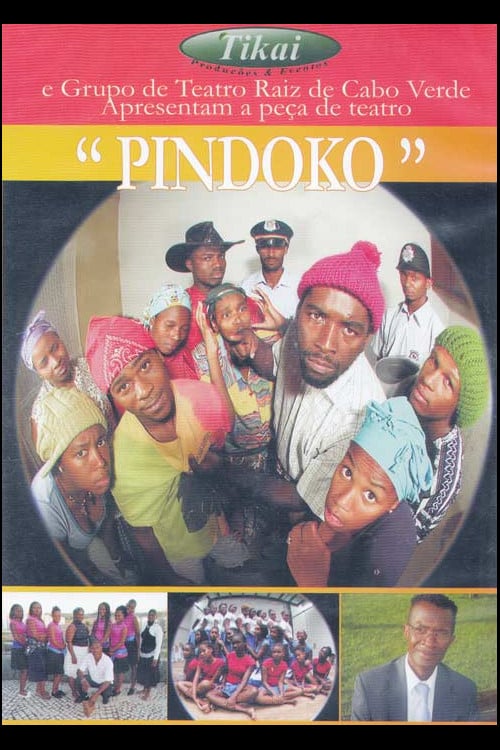 Tikai
Produções & Eventos
e Grupo de Teatro Raiz de Cabo Verde
Apresentam a peça de teatro
“ PINDOKO ”